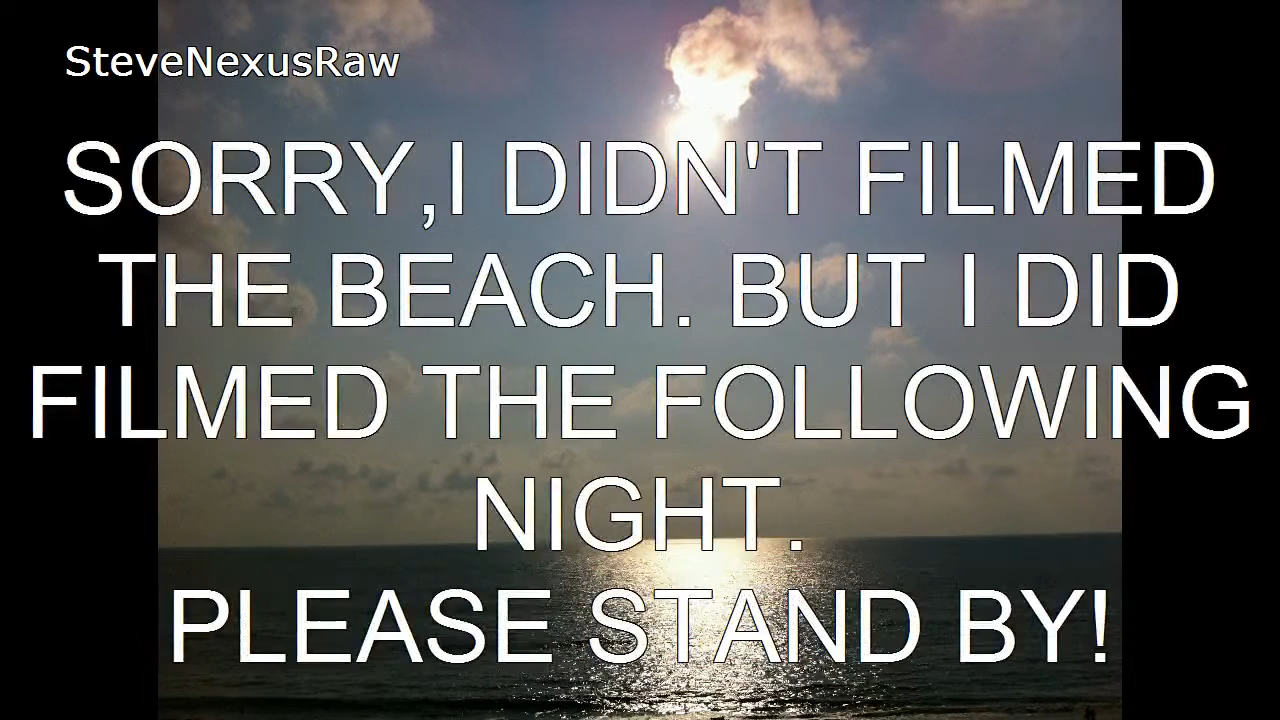 SteveNexusRaw
SORRY,I DIDN'T FILMED
THE BEACH. BUT I DID
FILMED THE FOLLOWING
NIGHT.
PLEASE STAND BY!